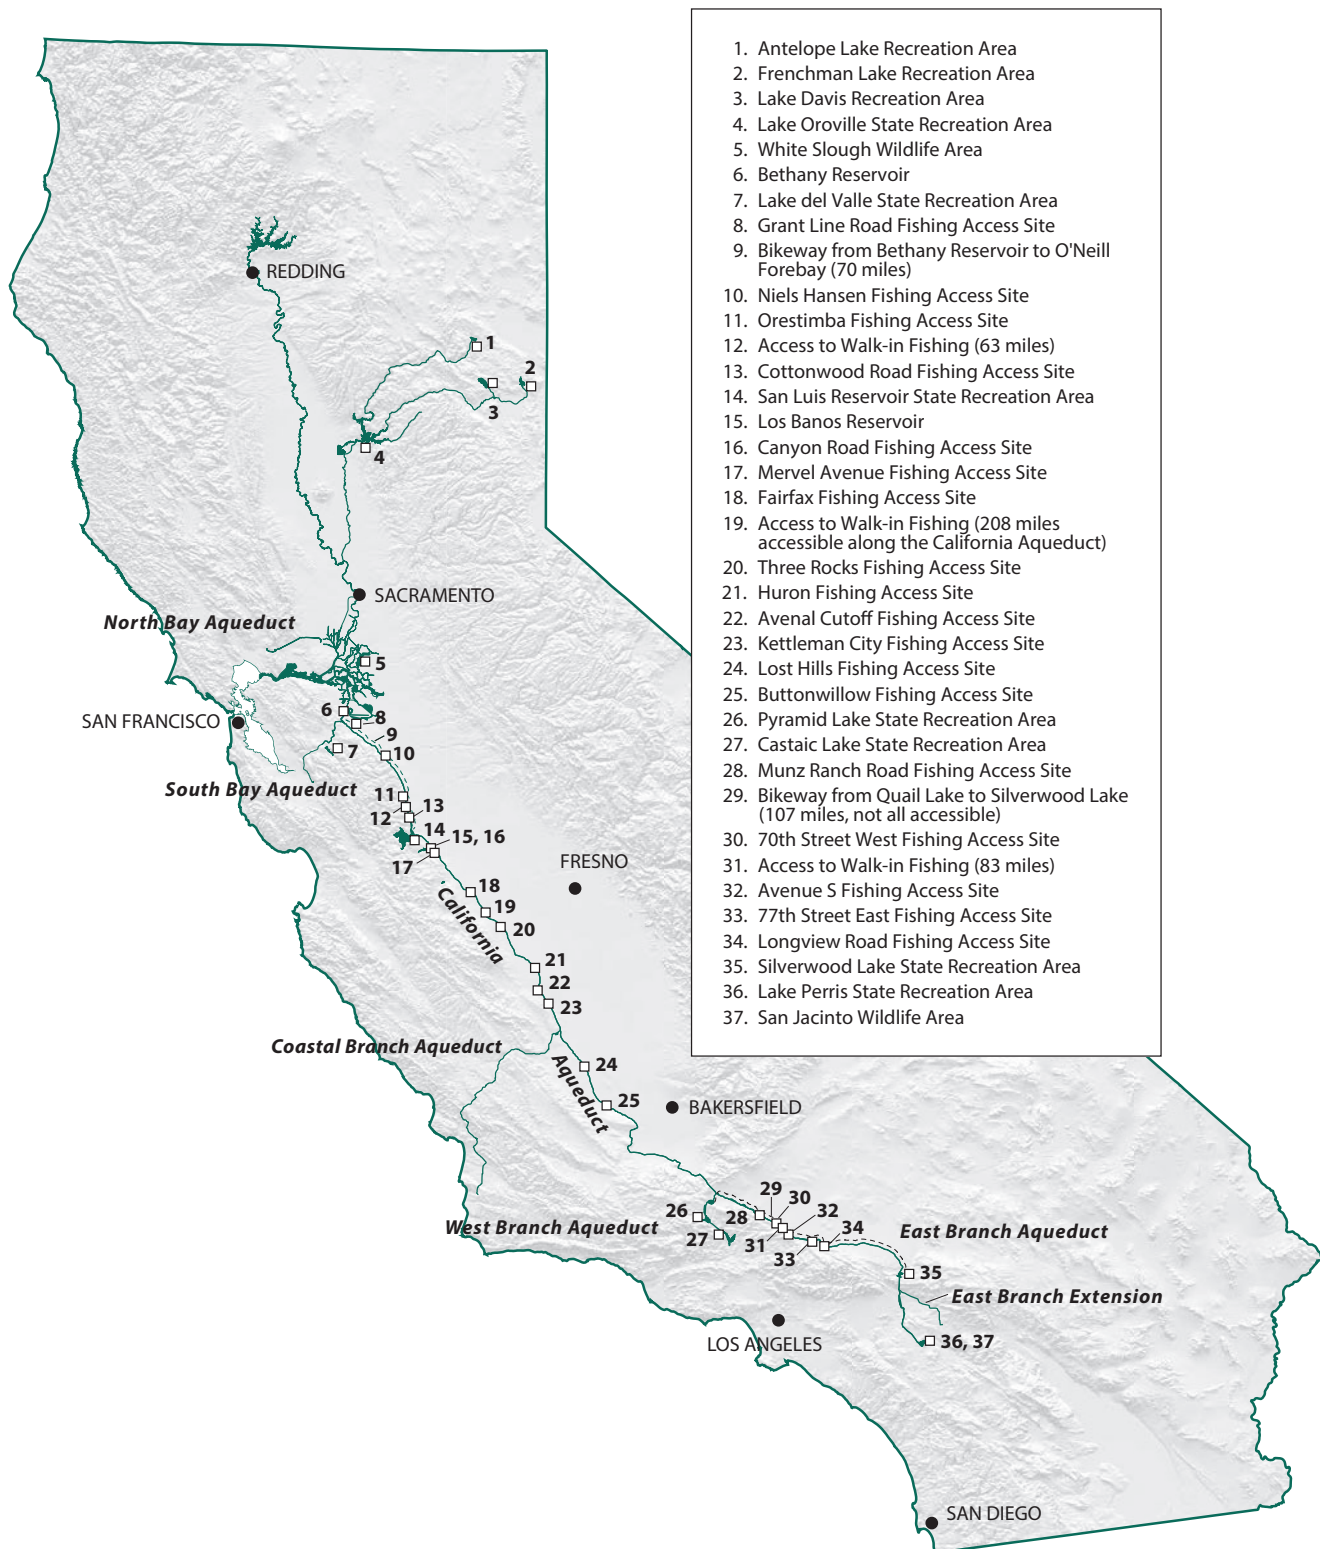 1. Antelope Lake Recreation Area
2. Frenchman Lake Recreation Area
3. Lake Davis Recreation Area
4. Lake Oroville State Recreation Area
5. White Slough Wildlife Area
6. Bethany Reservoir
7. Lake del Valle State Recreation Area
8. Grant Line Road Fishing Access Site
9. Bikeway from Bethany Reservoir to O'Neill
Forebay (70 miles)
10. Niels Hansen Fishing Access Site
11. Orestimba Fishing Access Site
12. Access to Walk-in Fishing (63 miles)
13. Cottonwood Road Fishing Access Site
14. San Luis Reservoir State Recreation Area
15. Los Banos Reservoir
16. Canyon Road Fishing Access Site
17. Mervel Avenue Fishing Access Site
18. Fairfax Fishing Access Site
19. Access to Walk-in Fishing (208 miles
accessible along the California Aqueduct)
20. Three Rocks Fishing Access Site
21. Huron Fishing Access Site
22. Avenal Cutoff Fishing Access Site
23. Kettleman City Fishing Access Site
24. Lost Hills Fishing Access Site
25. Buttonwillow Fishing Access Site
26. Pyramid Lake State Recreation Area
27. Castaic Lake State Recreation Area
28. Munz Ranch Road Fishing Access Site
29. Bikeway from Quail Lake to Silverwood Lake
(107 miles, not all accessible)
30. 70th Street West Fishing Access Site
31. Access to Walk-in Fishing (83 miles)
32. Avenue S Fishing Access Site
33. 77th Street East Fishing Access Site
34. Longview Road Fishing Access Site
35. Silverwood Lake State Recreation Area
36. Lake Perris State Recreation Area
37. San Jacinto Wildlife Area
REDDING
1
2
3
4
SACRAMENTO
North Bay Aqueduct
5
6
8
SAN FRANCISCO
9
7
10
South Bay Aqueduct
11
12
13
14
15, 16
17
FRESNO
18
California
19
20
21
22
23
Coastal Branch Aqueduct
24
Aqueduct
25
BAKERSFIELD
29
30
26
28
32
West Branch Aqueduct
27
31
34
33
East Branch Aqueduct
35
East Branch Extension
LOS ANGELES
36, 37
SAN DIEGO